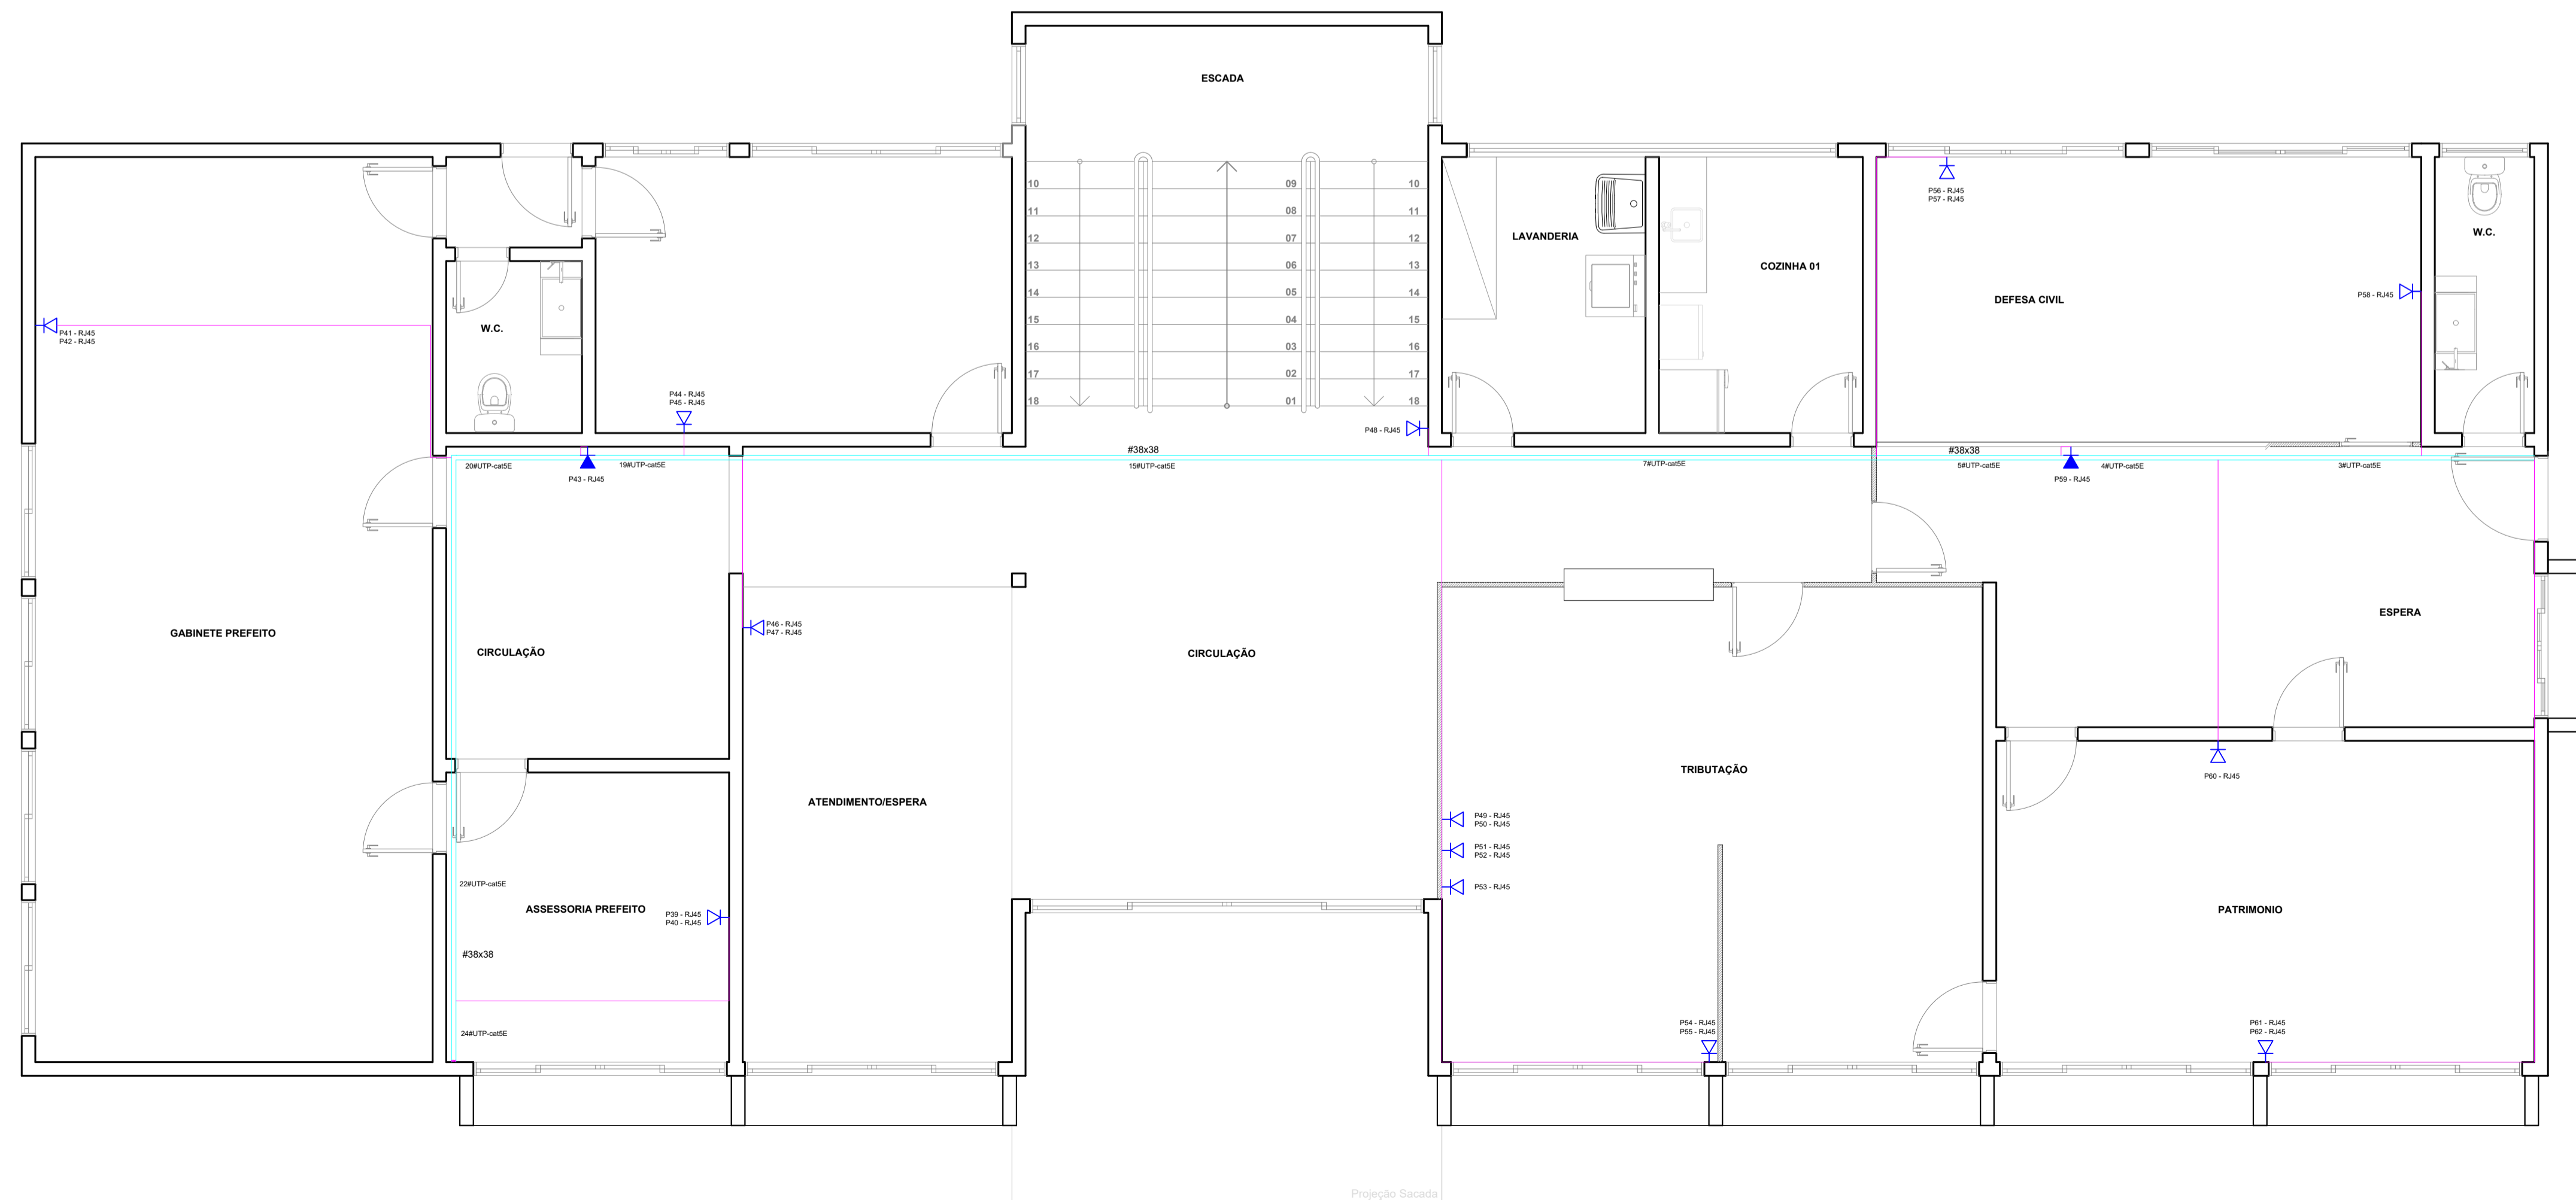 ESCADA
10
11
12
13
14
15
16
17
18
09
08
07
06
05
04
03
02
01
10
11
12
13
14
15
16
17
18
LAVANDERIA
COZINHA 01
P56 - RJ45
P57 - RJ45
DEFESA CIVIL
P58 - RJ45
W.C.
P41 - RJ45
P42 - RJ45
W.C.
P44 - RJ45
P45 - RJ45
P48 - RJ45
20#UTP-cat5E
P43 - RJ45
19#UTP-cat5E
#38x38
15#UTP-cat5E
7#UTP-cat5E
#38x38
5#UTP-cat5E
P59 - RJ45
4#UTP-cat5E
3#UTP-cat5E
GABINETE PREFEITO
CIRCULAÇÃO
P46 - RJ45
P47 - RJ45
CIRCULAÇÃO
ESPERA
ATENDIMENTO/ESPERA
TRIBUTAÇÃO
P60 - RJ45
P49 - RJ45
P50 - RJ45
P51 - RJ45
P52 - RJ45
P53 - RJ45
22#UTP-cat5E
ASSESSORIA PREFEITO
P39 - RJ45
P40 - RJ45
PATRIMONIO
#38x38
24#UTP-cat5E
P54 - RJ45
P55 - RJ45
P61 - RJ45
P62 - RJ45
Projeção Sacada